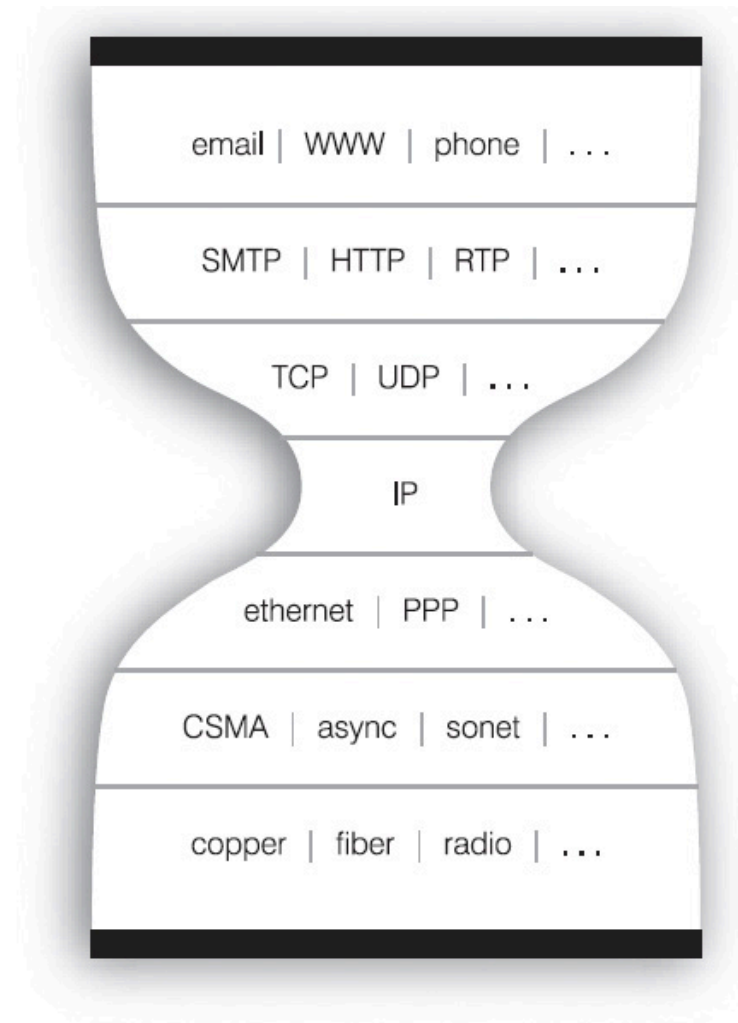 email | WWW | phone | . . .
SMTP | HTTP | RTP | . . .
TCP | UDP | . . .
IP
ethernet | PPP | . . .
CSMA | async | sonet | . . .
copper | fiber | radio | . . .